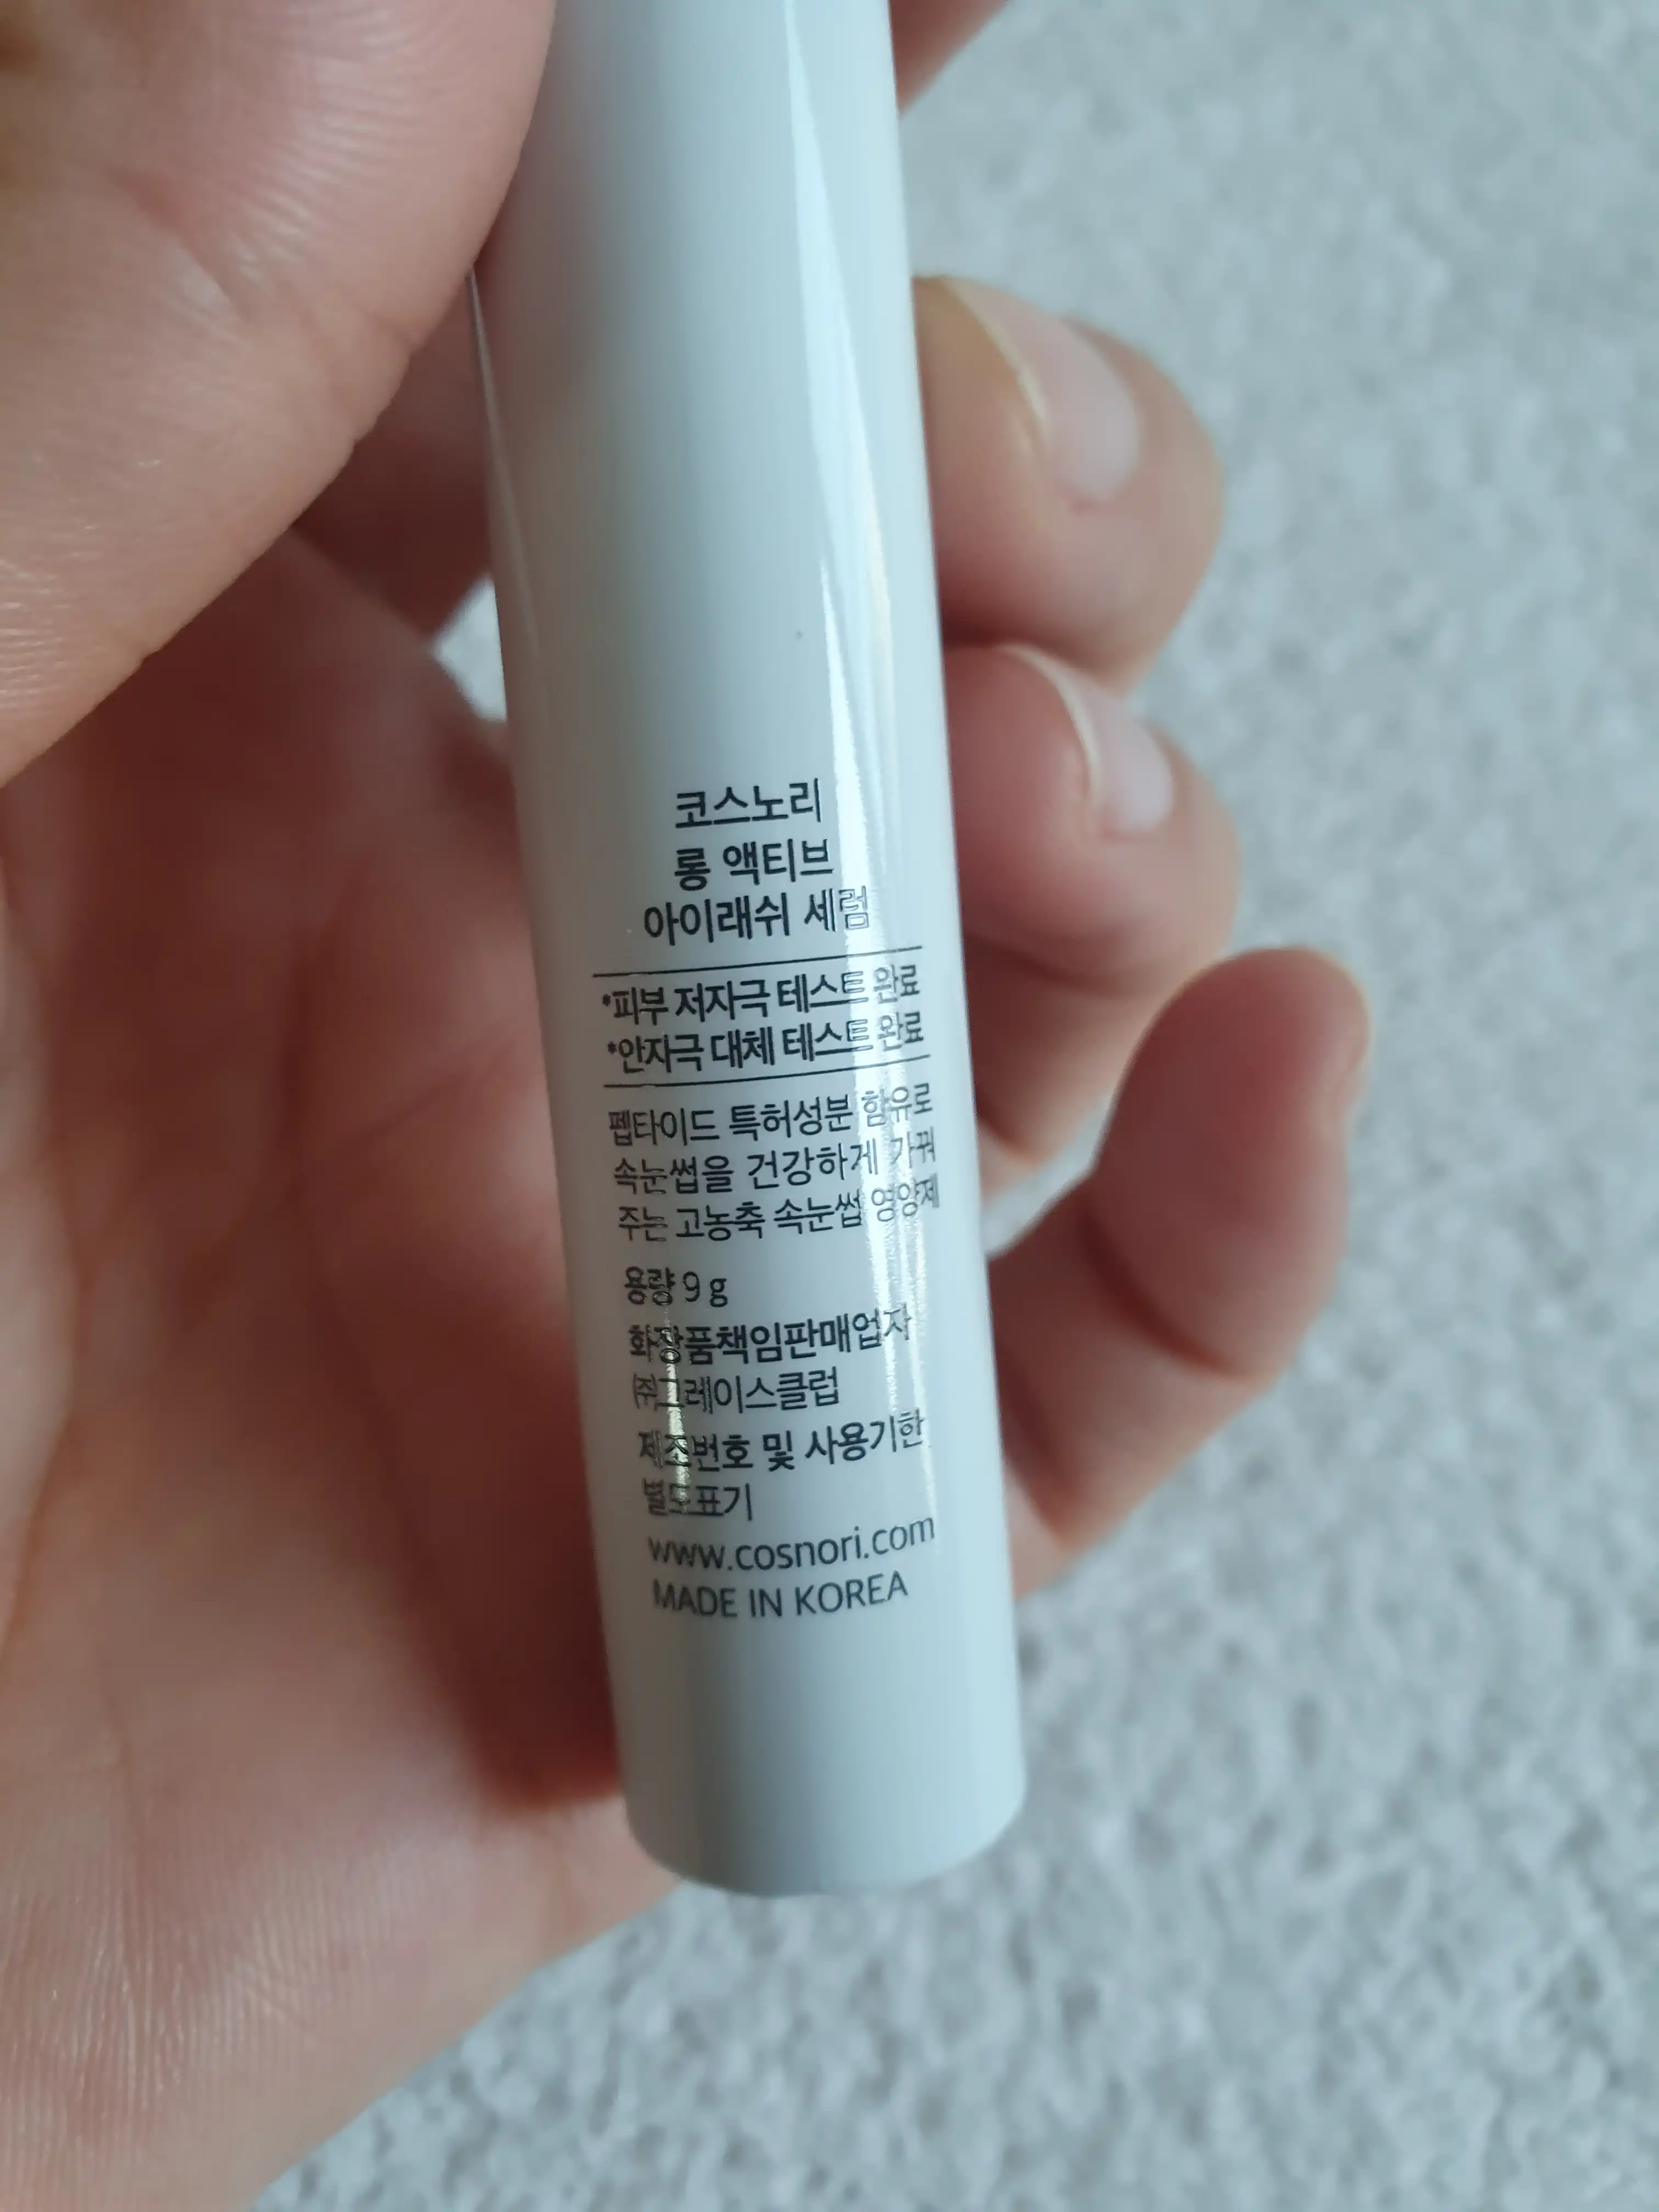 코스노리
롱 액티브
아이래쉬 세럼
*피부 저자극 테스트 완료
*안자극 대체 테스트 완료
펩타이드 특허성분 함유로
속눈썹을 건강하게 가꿔
주는 고농축 속눈썹 영양제
용량 9 g
화장품책임판매업자
㈜그레이스클럽
제조번호 및 사용기한
별도표기
www.cosnori.com
MADE IN KOREA